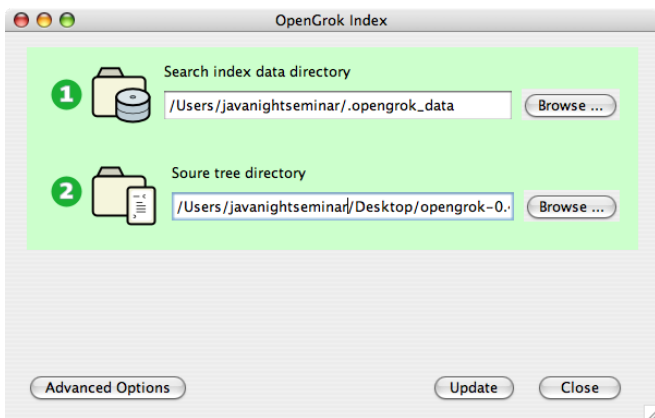 OpenGrok Index
1
Search index data directory
/Users/javanightseminar/.opengrok_data
Browse ...
2
Soure tree directory
/Users/javanightseminar/Desktop/opengrok-0.
Browse ...
Advanced Options
Update
Close